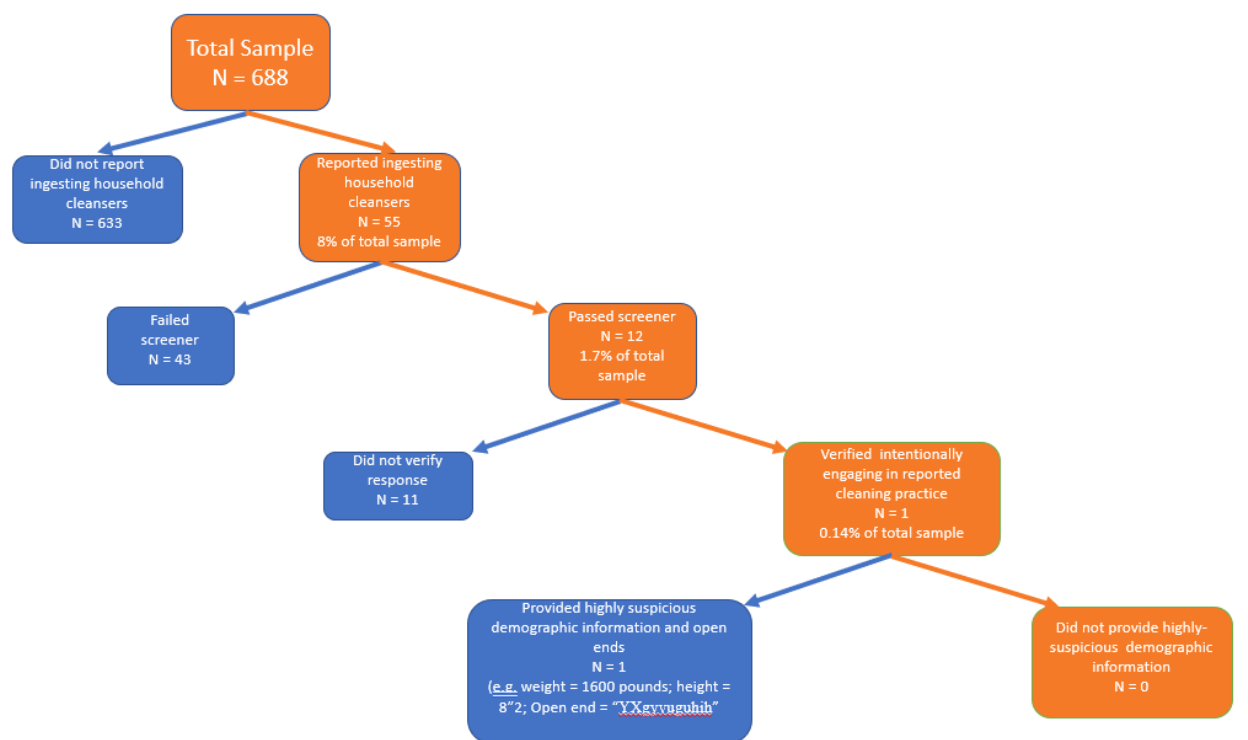 Total Sample
N = 688
Did not report
ingesting household
cleansers
N = 633
Reported ingesting
household
cleansers
N = 55
8% of total sample
Failed
screener
N = 43
Passed screener
N = 12
1.7% of total
sample
Did not verify
response
N = 11
Verified intentionally
engaging in reported
cleaning practice
N = 1
0.14% of total sample
Provided highly suspicious
demographic information and open
ends
N = 1
(e.g. weight = 1600 pounds; height =
8”2; Open end = “YXgyvuguhih”
Did not provide highly-
suspicious demographic
information
N = 0